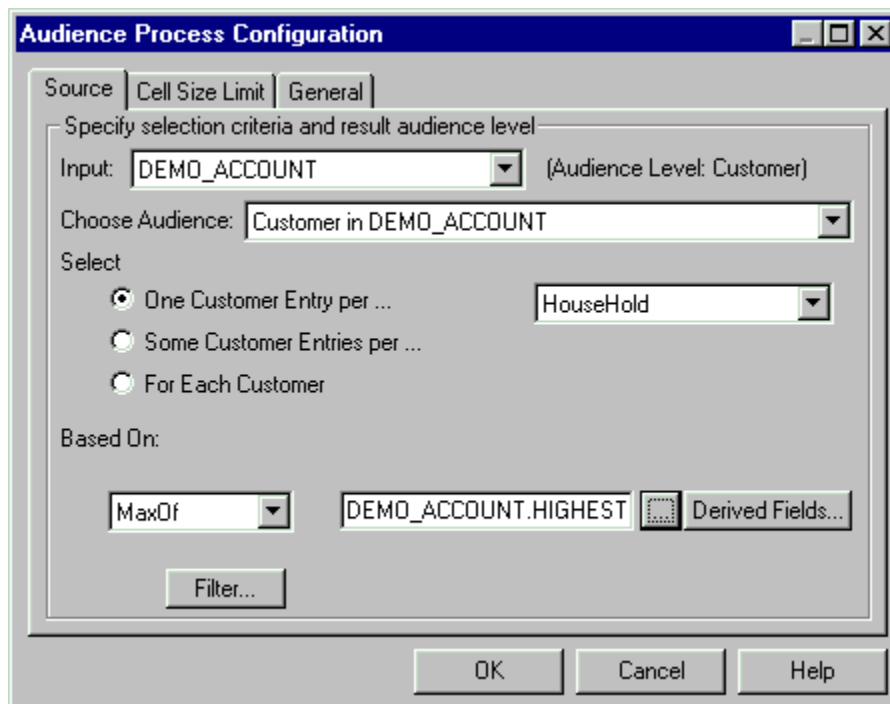 Audience Process Configuration
Source Cell Size Limit General
Specify selection criteria and result audience level
Input: DEMO_ACCOUNT (Audience Level: Customer)
Choose Audience: Customer in DEMO_ACCOUNT
Select
One Customer Entry per ... HouseHold
Some Customer Entries per ...
For Each Customer
Based On:
MaxOf DEMO_ACCOUNT.HIGHEST ... Derived Fields...
Filter...
OK Cancel Help